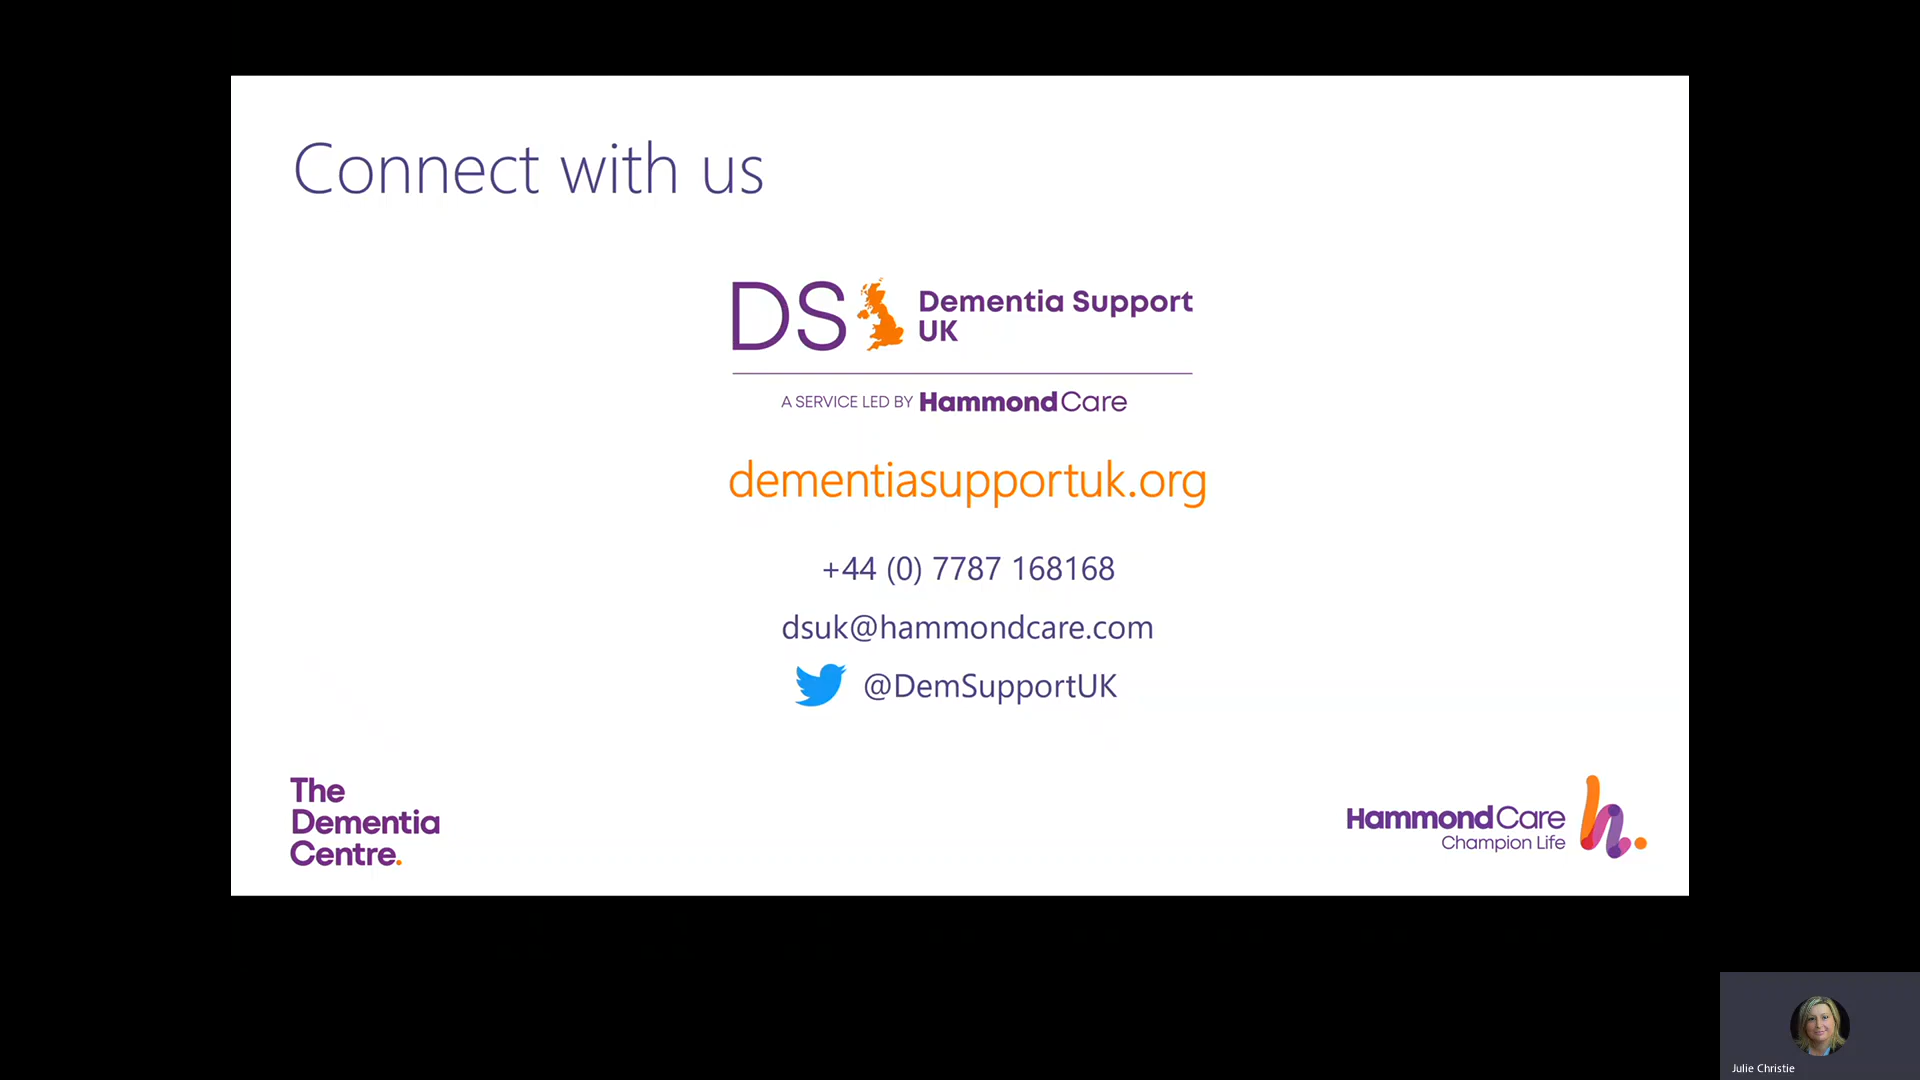 Connect with us
DS
Dementia Support
UK
A SERVICE LED BY HammondCare
dementiasupportuk.org
+44 (0) 7787 168168
dsuk@hammondcare.com
@DemSupportUK
The
Dementia
Centre.
HammondCare
Champion Life
h.
Julie Christie